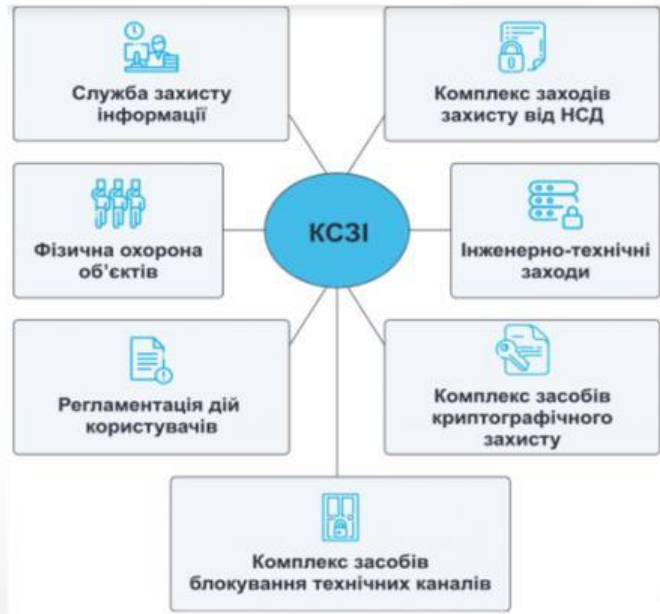 Служба захисту
інформації
Комплекс заходів
захисту від НСД
Фізична охорона
об'єктів
КСЗІ
Інженерно-технічні
заходи
Регламентація дій
користувачів
Комплекс засобів
криптографічного
захисту
Комплекс засобів
блокування технічних каналів